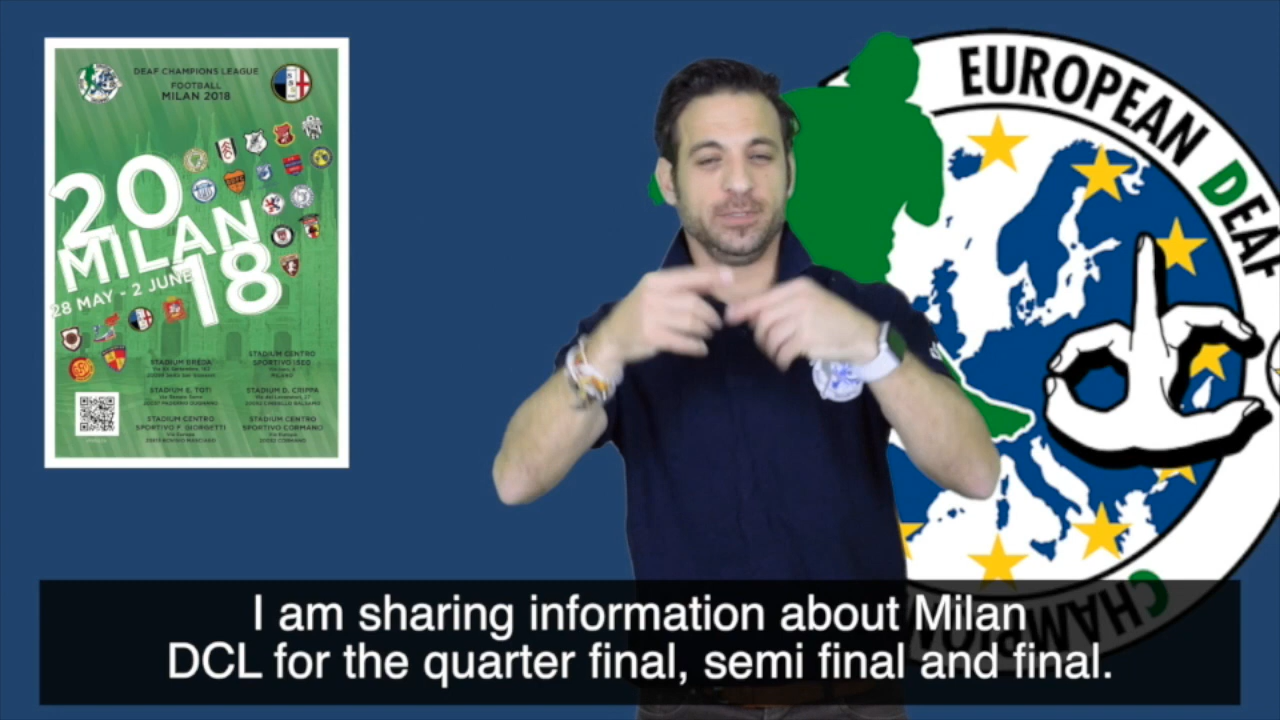 DEAF CHAMPIONS LEAGUE
FOOTBALL
MILAN 2018
20
MILAN
18
28 MAY - 2 JUNE
STADIUM BREDA
STADIUM CENTRO
SPORTIVO
MILANO
STADIUM E. TOTI
STADIUM D. CRIPPA
STADIUM CENTRO
SPORTIVO F. GIORGETTI
STADIUM CENTRO
SPORTIVO CORMANO
EUROPEAN DEAF
CHAMPION
I am sharing information about Milan
DCL for the quarter final, semi final and final.